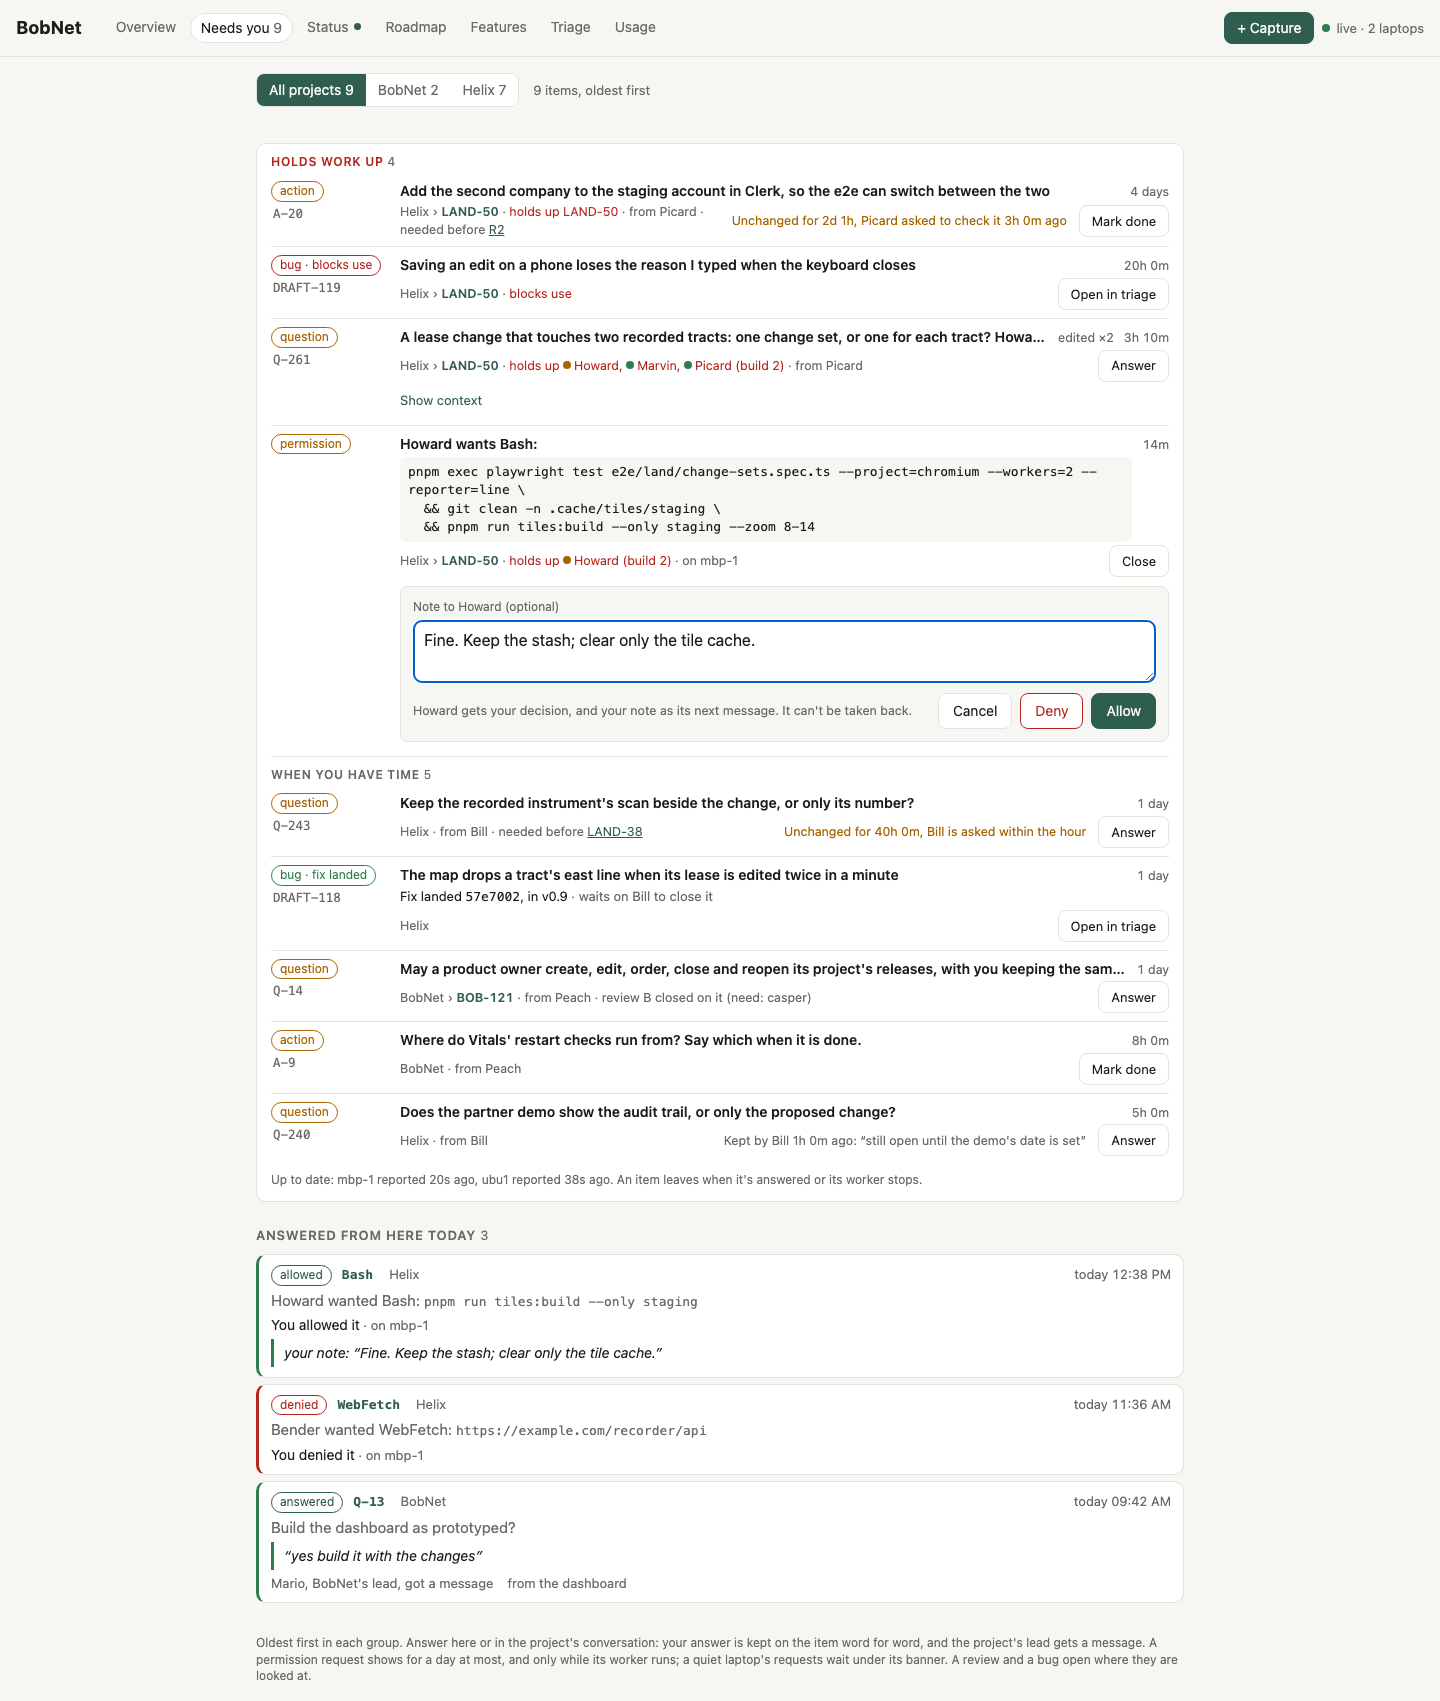 BobNet Overview Needs you 9 Status Roadmap Features Triage Usage + Capture live · 2 laptops
All projects 9 BobNet 2 Helix 7 9 items, oldest first
HOLDS WORK UP 4
action Add the second company to the staging account in Clerk, so the e2e can switch between the two 4 days
A-20
Helix › LAND-50 · holds up LAND-50 · from Picard ·
needed before R2
Unchanged for 2d 1h, Picard asked to check it 3h 0m ago Mark done
bug · blocks use Saving an edit on a phone loses the reason I typed when the keyboard closes 20h 0m
DRAFT-119
Helix › LAND-50 · blocks use Open in triage
question A lease change that touches two recorded tracts: one change set, or one for each tract? Howa... edited ×2 3h 10m
Q-261
Helix › LAND-50 · holds up Howard, Marvin, Picard (build 2) · from Picard Answer
Show context
permission Howard wants Bash: 14m
pnpm exec playwright test e2e/land/change-sets.spec.ts --project=chromium --workers=2 --
reporter=line \
&& git clean -n .cache/tiles/staging \
&& pnpm run tiles:build --only staging --zoom 8-14
Helix › LAND-50 · holds up Howard (build 2) · on mbp-1 Close
Note to Howard (optional)
Fine. Keep the stash; clear only the tile cache.
Howard gets your decision, and your note as its next message. It can't be taken back. Cancel Deny Allow
WHEN YOU HAVE TIME 5
question Keep the recorded instrument's scan beside the change, or only its number? 1 day
Q-243
Helix · from Bill · needed before LAND-38 Unchanged for 40h 0m, Bill is asked within the hour Answer
bug · fix landed The map drops a tract's east line when its lease is edited twice in a minute 1 day
DRAFT-118 Fix landed 57e7002, in v0.9 · waits on Bill to close it
Helix Open in triage
question May a product owner create, edit, order, close and reopen its project's releases, with you keeping the sam... 1 day
Q-14
BobNet › BOB-121 · from Peach · review B closed on it (need: casper) Answer
action Where do Vitals' restart checks run from? Say which when it is done. 8h 0m
A-9
BobNet · from Peach Mark done
question Does the partner demo show the audit trail, or only the proposed change? 5h 0m
Q-240
Helix · from Bill Kept by Bill 1h 0m ago: “still open until the demo's date is set” Answer
Up to date: mbp-1 reported 20s ago, ubu1 reported 38s ago. An item leaves when it's answered or its worker stops.
ANSWERED FROM HERE TODAY 3
allowed Bash Helix today 12:38 PM
Howard wanted Bash: pnpm run tiles:build --only staging
You allowed it · on mbp-1
your note: “Fine. Keep the stash; clear only the tile cache.”
denied WebFetch Helix today 11:36 AM
Bender wanted WebFetch: https://example.com/recorder/api
You denied it · on mbp-1
answered Q-13 BobNet today 09:42 AM
Build the dashboard as prototyped?
“yes build it with the changes”
Mario, BobNet's lead, got a message from the dashboard
Oldest first in each group. Answer here or in the project's conversation: your answer is kept on the item word for word, and the project's lead gets a message. A
permission request shows for a day at most, and only while its worker runs; a quiet laptop's requests wait under its banner. A review and a bug open where they are
looked at.